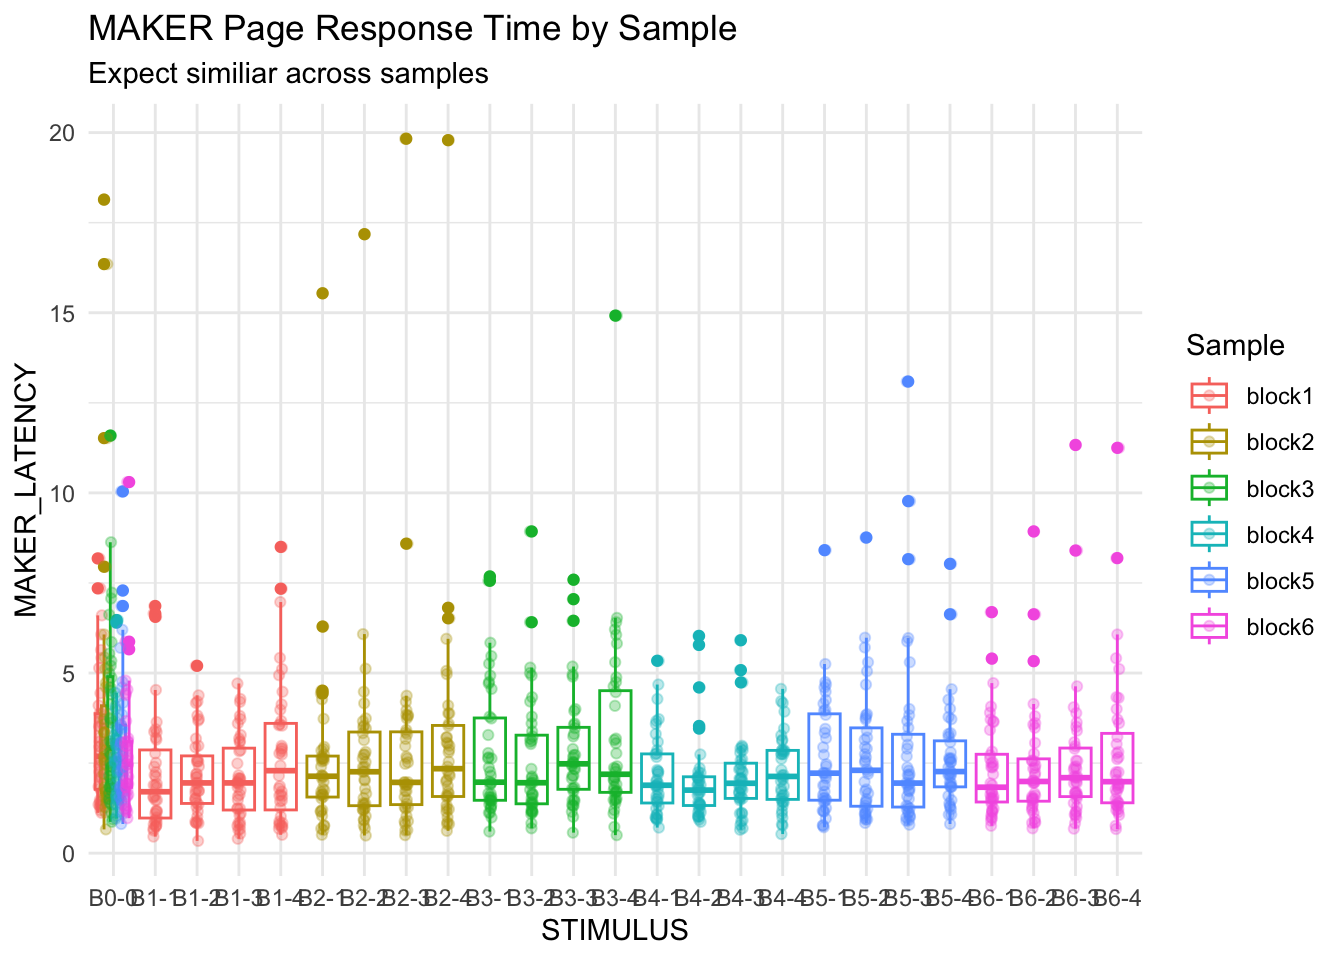 MAKER Page Response Time by Sample
Expect similiar across samples
20
15
10
5
0
MAKER_LATENCY
B0-0 B1-1 B1-2 B1-3 B1-4 B2-1 B2-2 B2-3 B2-4 B3-1 B3-2 B3-3 B3-4 B4-1 B4-2 B4-3 B4-4 B5-1 B5-2 B5-3 B5-4 B6-1 B6-2 B6-3 B6-4
STIMULUS
Sample
block1
block2
block3
block4
block5
block6